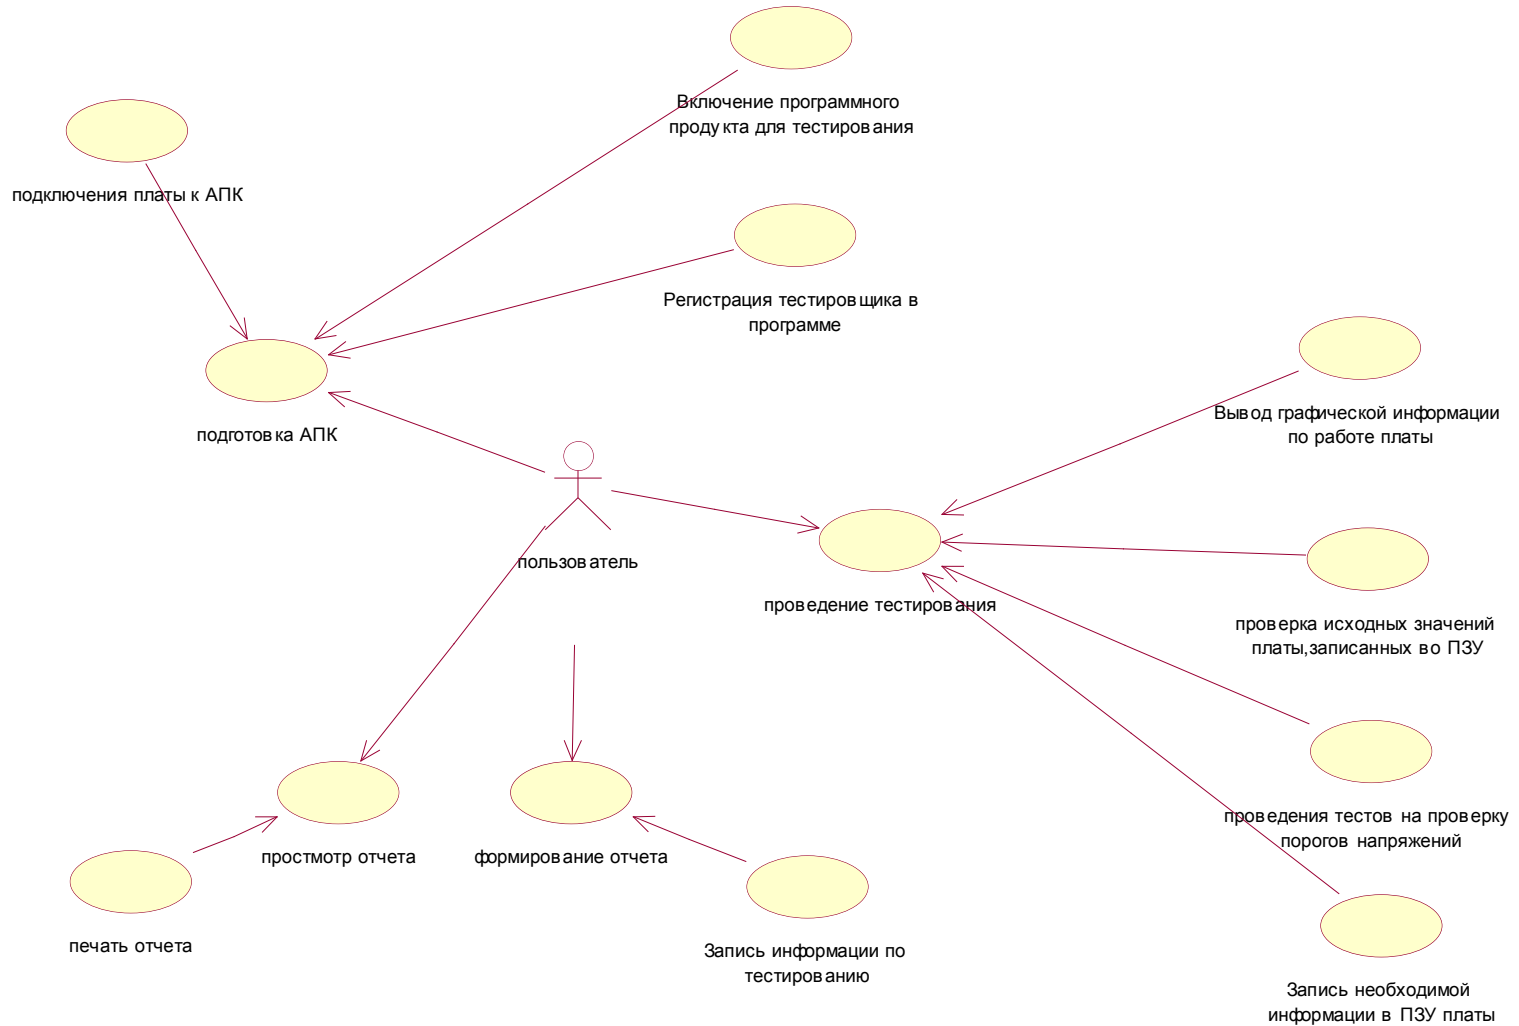 Включение программного
продукта для тестирования
подключения платы к АПК
Регистрация тестировщика в
программе
Вывод графической информации
по работе платы
подготовка АПК
пользователь
проведение тестирования
проверка исходных значений
платы,записанных во ПЗУ
проведения тестов на проверку
порогов напряжений
простмотр отчета
формирование отчета
печать отчета
Запись информации по
тестированию
Запись необходимой
информации в ПЗУ платы